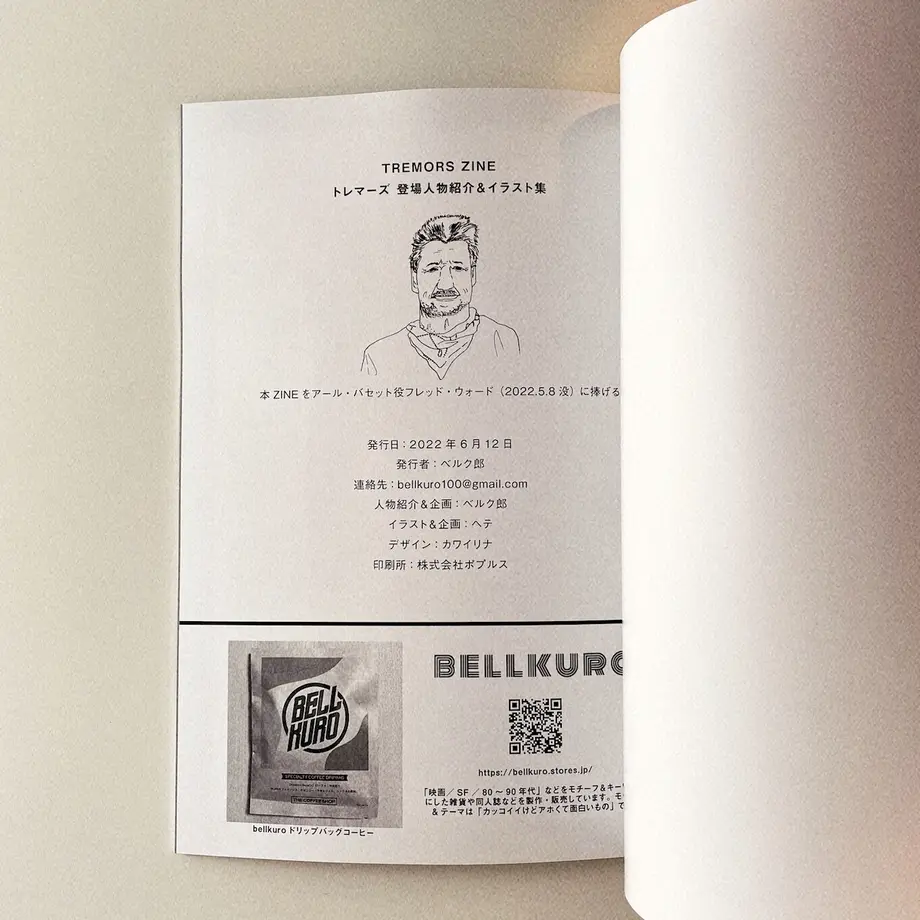 TREMORS ZINE
トレマーズ 登場人物紹介＆イラスト集
本 ZINE をアール・バセット役フレッド・ウォード（2022.5.8 没）に捧げる
発行日：2022 年 6 月 12 日
発行者：ベルク郎
連絡先：bellkuro100@gmail.com
人物紹介＆企画：ベルク郎
イラスト&企画：ヘテ
デザイン：カワイリナ
印刷所：株式会社ポプルス
BELL
KURO
SPECIALTY COFFEE DRIPBAG
THE COFFEESHOP
bellkuro ドリップバッグコーヒー
BELLKURO
https://bellkuro.stores.jp/
「映画／ SF ／ 80 〜 90 年代」などをモチーフ＆キー
にした雑貨や同人誌などを製作・販売しています。モ
＆テーマは「カッコイイけどアホくて面白いもの」で